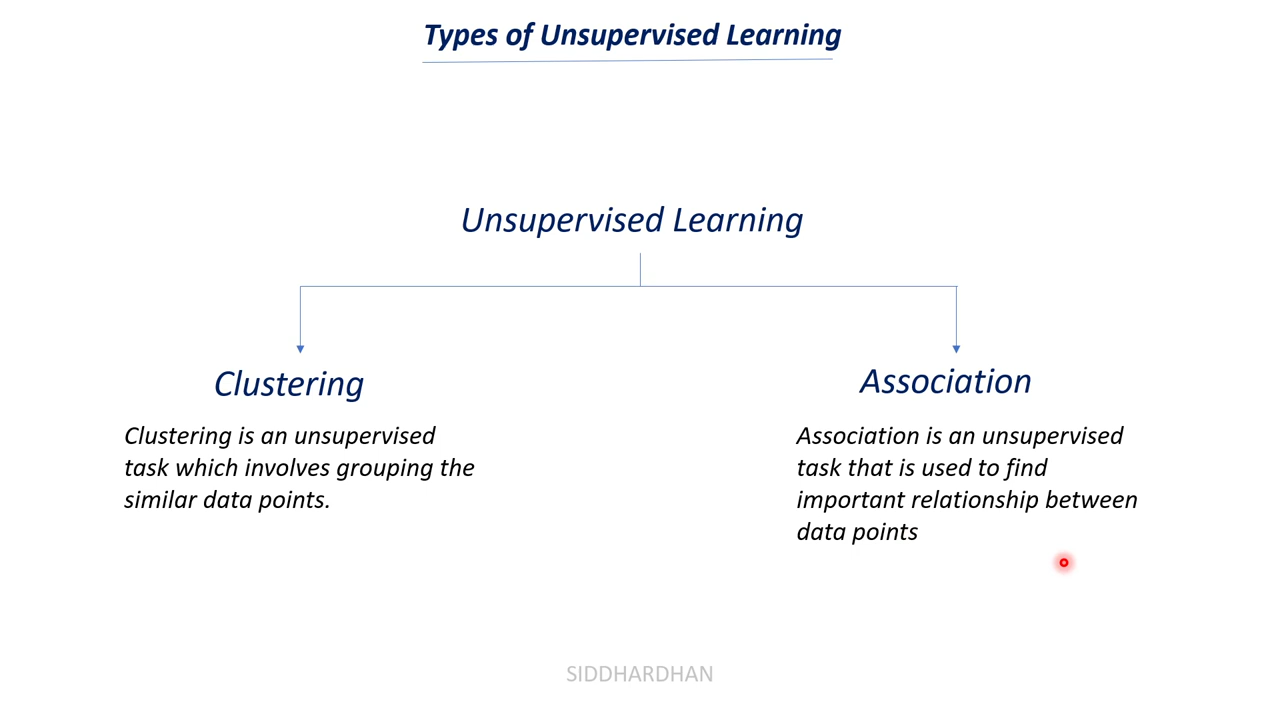 Types of Unsupervised Learning
Unsupervised Learning
Clustering
Clustering is an unsupervised
task which involves grouping the
similar data points.
Association
Association is an unsupervised
task that is used to find
important relationship between
data points
SIDDHARDHAN